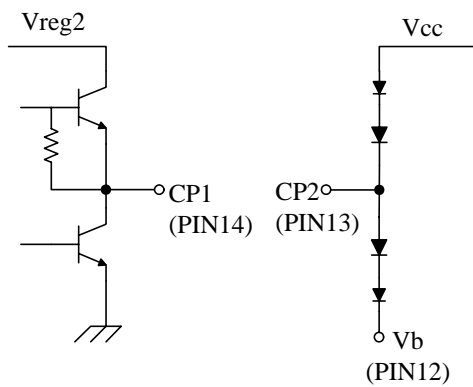 Vreg2
Vcc
CP1
(PIN14)
CP2
(PIN13)
Vb
(PIN12)